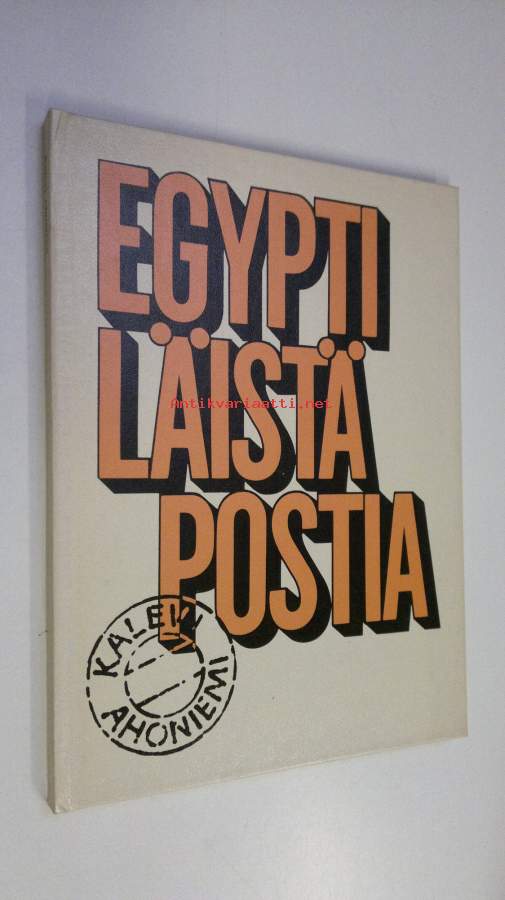 EGYPTI
LÄISTÄ
Antikvariaatti.net
POSTIA
KALEVI
AHONIEMI